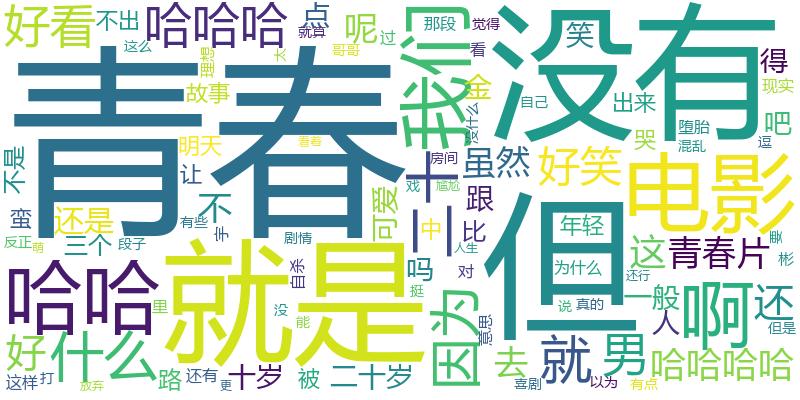 好看
不出
这么
哈哈哈
就算
点
哥哥
呢
过
那段
觉得
看
太
理想
故事
金
没什么
我们
没有
笑
得
现实
自己
出来
哭
堕胎
混乱
逗
吧
青春
明天
看着
不是
让
蛮
还是
有些
不
字
三个
段子
反正
萌
剧情
可爱
戏
尴尬
房间
虽然
十
二
中
跟
比
好笑
电影
但
年轻
为什么
这
青春片
要
彬
还行
哈哈
就是
自杀
吗
对
挺
人生
因为
意思
说
真的
一般
人
啊
还
但是
里
没
能
好
什么
路
还有
更
十岁
被
二十岁
去
喜剧
就
以为
男
有点
哈哈哈哈
这样
打
放弃